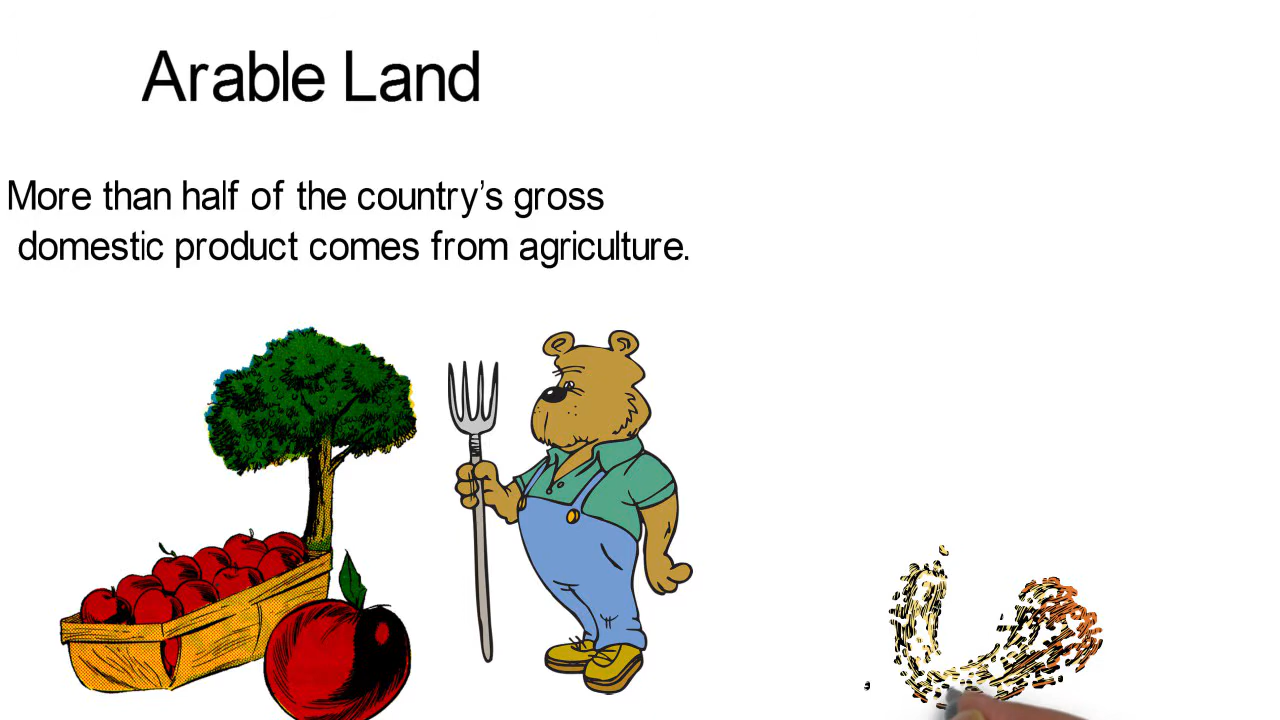 Arable Land
More than half of the country’s gross
domestic product comes from agriculture.